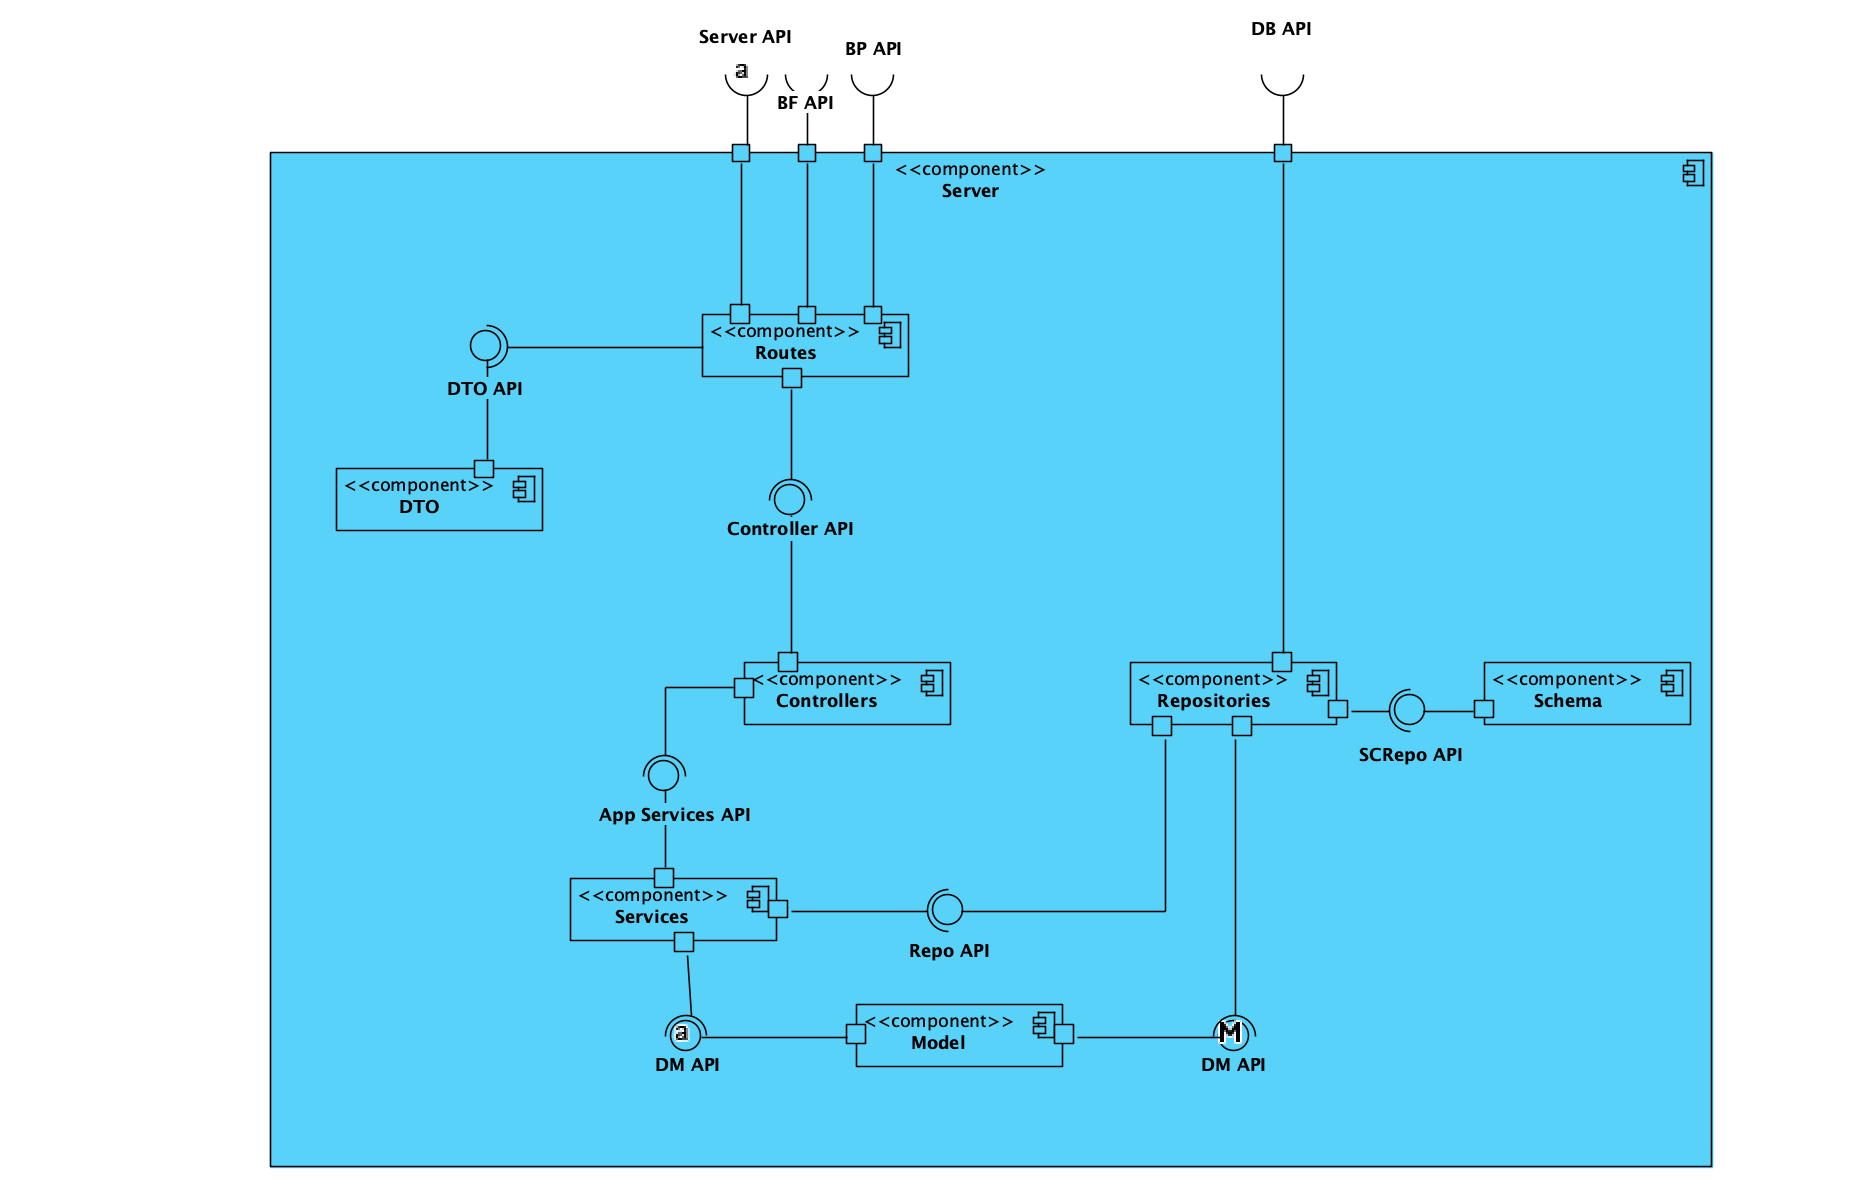 Server API
BP API
DB API
a
BF API
<<component>>
Server
<<component>>
Routes
DTO API
<<component>>
DTO
Controller API
<<component>>
Controllers
<<component>>
Repositories
<<component>>
Schema
SCRepo API
App Services API
<<component>>
Services
Repo API
<<component>>
Model
a
M
DM API
DM API